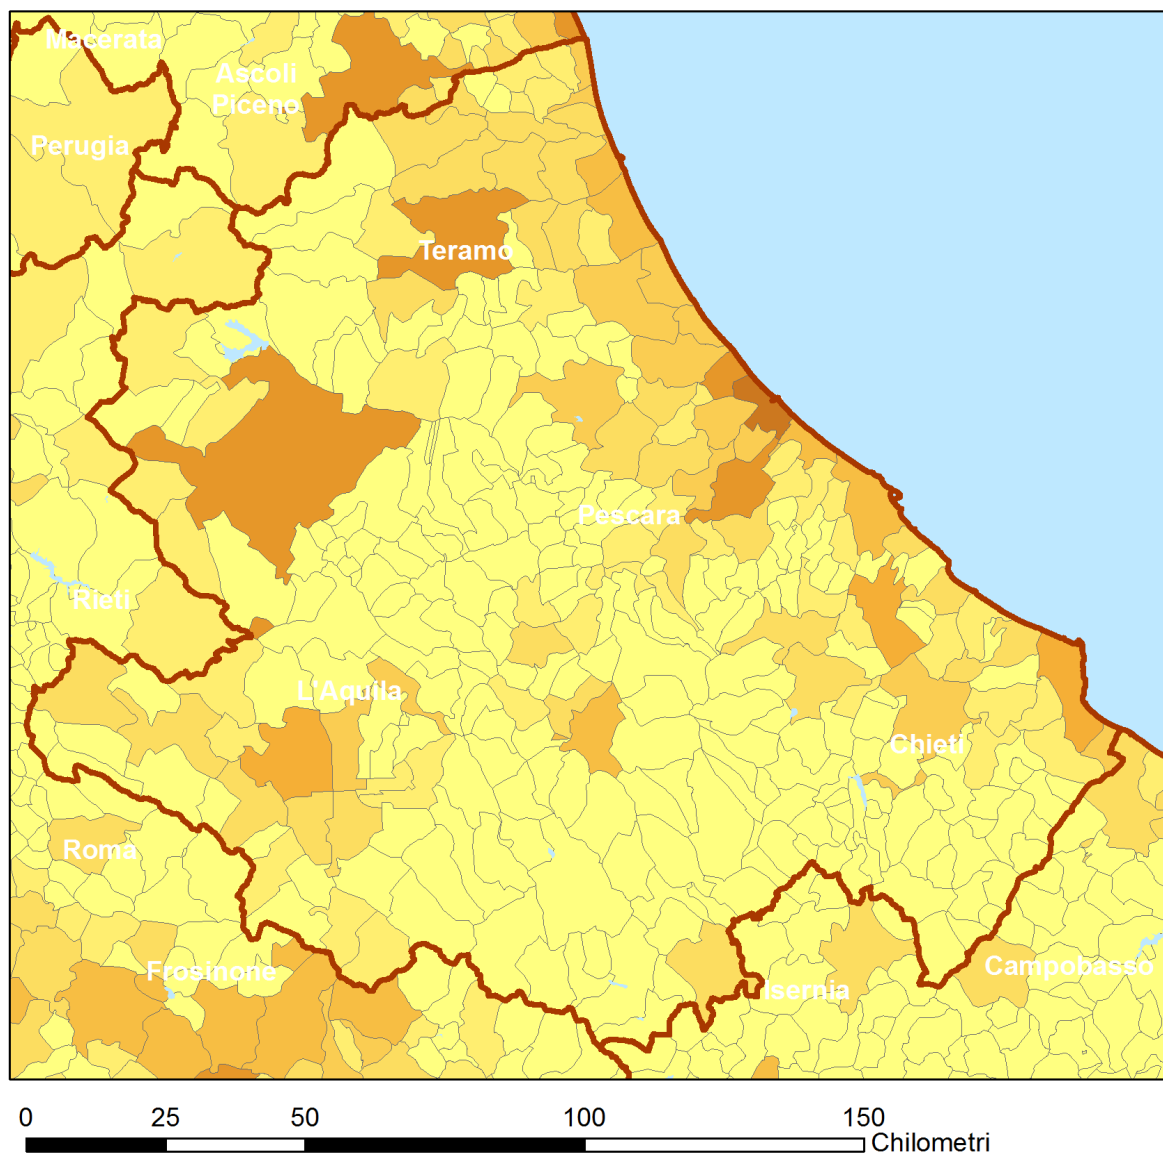 Macerata
Ascoli
Piceno
Perugia
Teramo
Pescara
Rieti
L'Aquila
Chieti
Roma
Frosinone
Isernia
Campobasso
0 25 50 100 150
Chilometri